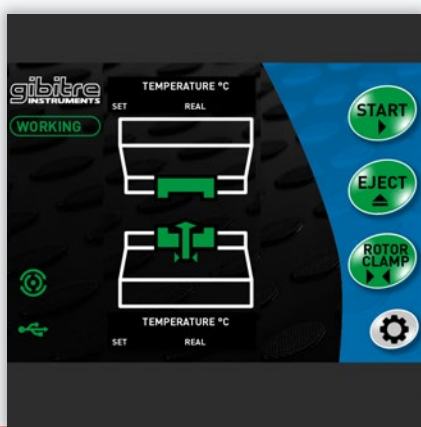 gibitre
INSTRUMENTS
WORKING
TEMPERATURE °C
SET REAL
START
EJECT
ROTOR
CLAMP
TEMPERATURE °C
SET REAL